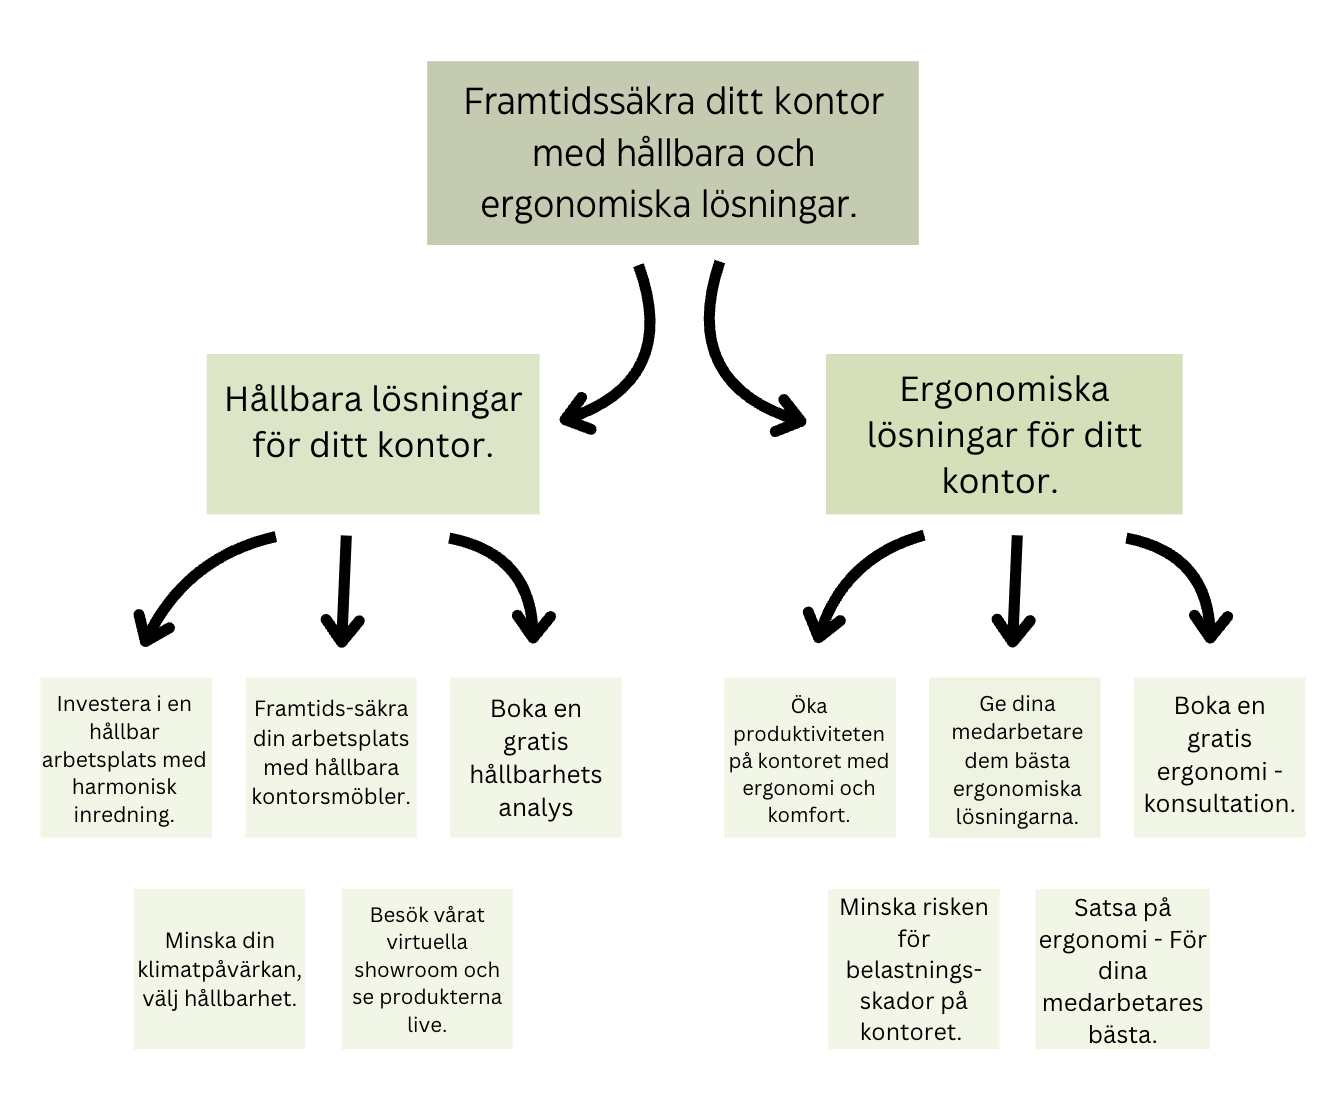 Framtidssäkra ditt kontor
med hållbara och
ergonomiska lösningar.
Hållbara lösningar
för ditt kontor.
Ergonomiska
lösningar för ditt
kontor.
Investera i en
hållbar
arbetsplats med
harmonisk
inredning.
Framtids-säkra
din arbetsplats
med hållbara
kontorsmöbler.
Boka en
gratis
hållbarhets
analys
Öka
produktiviteten
på kontoret med
ergonomi och
komfort.
Ge dina
medarbetare
dem bästa
ergonomiska
lösningarna.
Boka en
gratis
ergonomi -
konsultation.
Minska din
klimatpåvärkan,
välj hållbarhet.
Besök vårat
virtuella
showroom och
se produkterna
live.
Minska risken
för
belastnings-
skador på
kontoret.
Satsa på
ergonomi - För
dina
medarbetares
bästa.